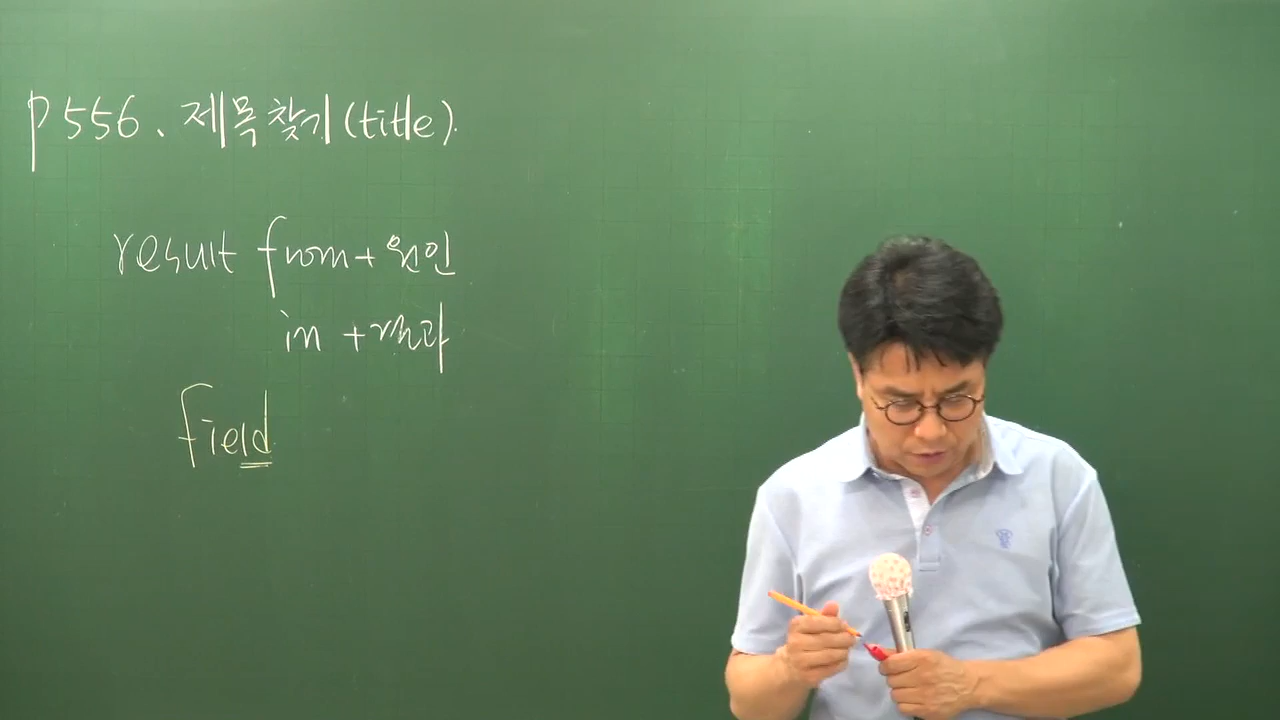 P556. 제목찾기(title).
result from + 원인
in + 결과
field